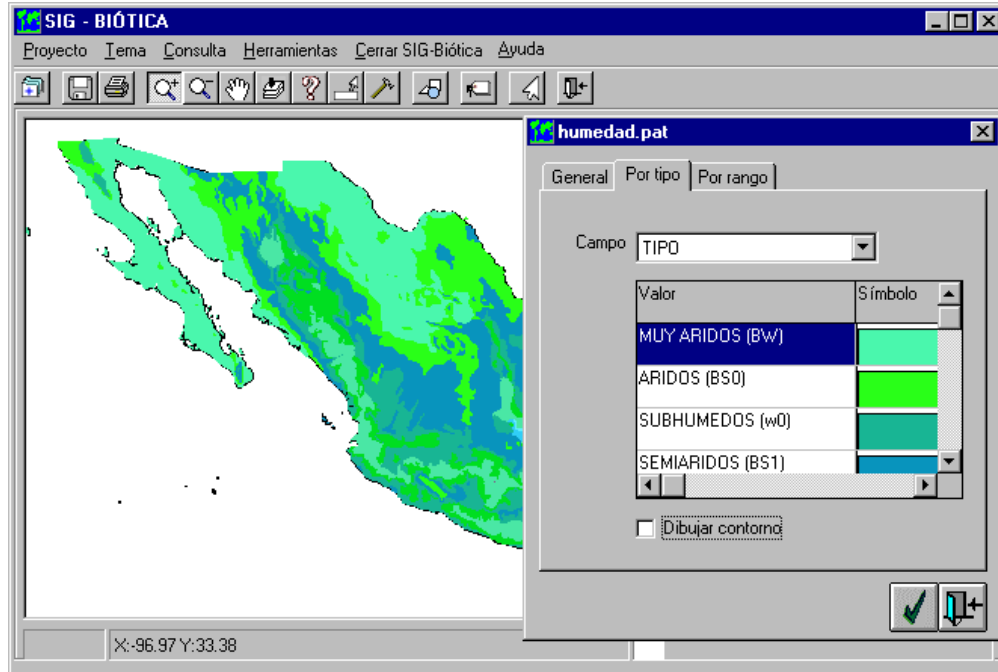 SIG - BIÓTICA
Proyecto Tema Consulta Herramientas Cerrar SIG-Biótica Ayuda
humedad.pat
General Por tipo Por rango
Campo TIPO
Valor Símbolo
MUY ARIDOS (BW)
ARIDOS (BS0)
SUBHUMEDOS (w0)
SEMIARIDOS (BS1)
Dibujar contorno
X:-96.97 Y:33.38